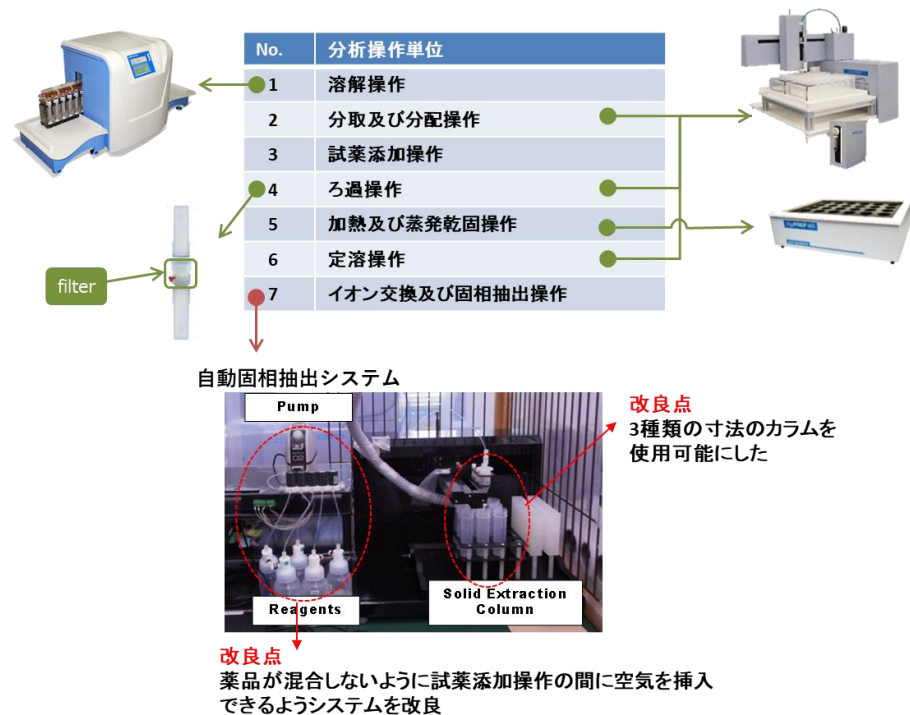 No. 分析操作単位
1 溶解操作
2 分取及び分配操作
3 試薬添加操作
4 ろ過操作
5 加熱及び蒸発乾固操作
6 定溶操作
7 イオン交換及び固相抽出操作
filter
自動固相抽出システム
Pump
改良点
3種類の寸法のカラムを
使用可能にした
Reagents
Solid Extraction
Column
改良点
薬品が混合しないように試薬添加操作の間に空気を挿入
できるようシステムを改良